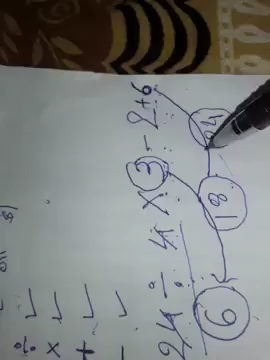 24 ÷ 4 × 3 - 2 + 6
6 18 24
÷ ✓
× ✓
+ ✓
- ✓